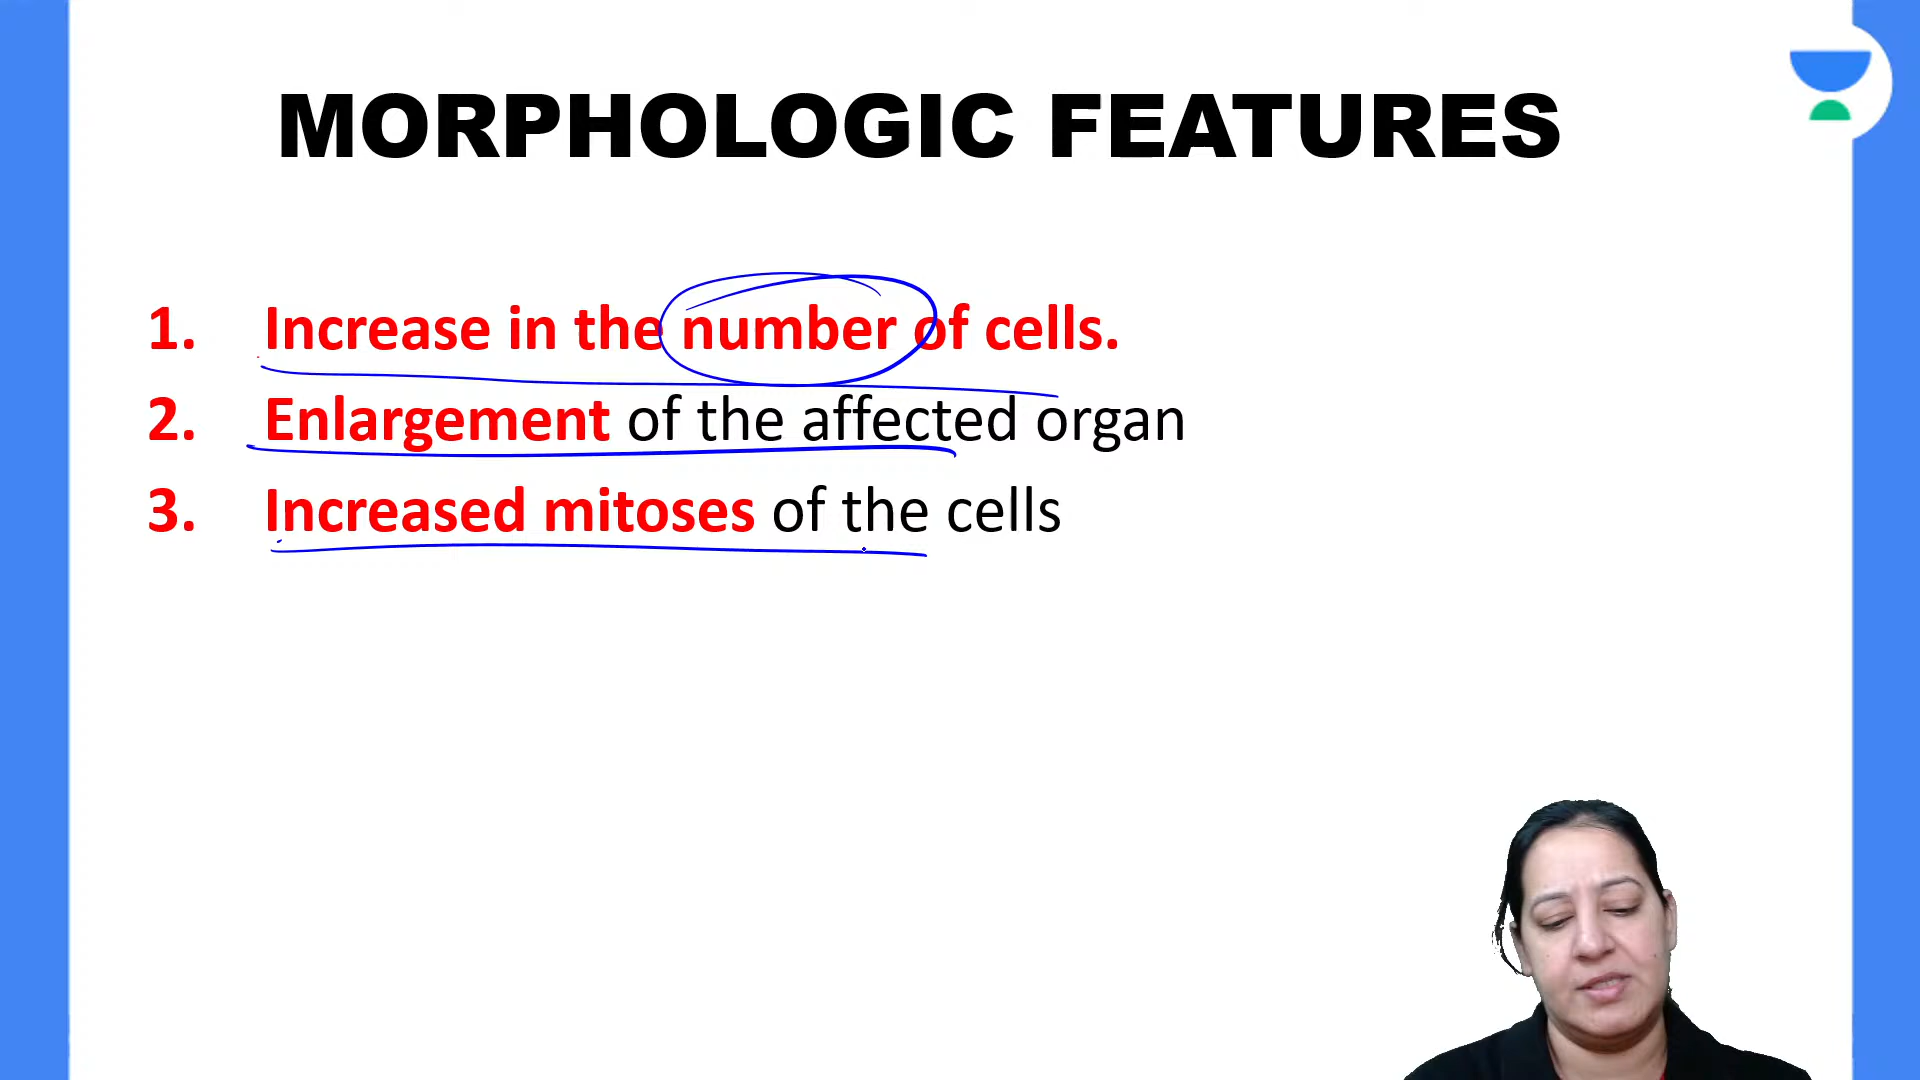 MORPHOLOGIC FEATURES
1. Increase in the number of cells.
2. Enlargement of the affected organ
3. Increased mitoses of the cells